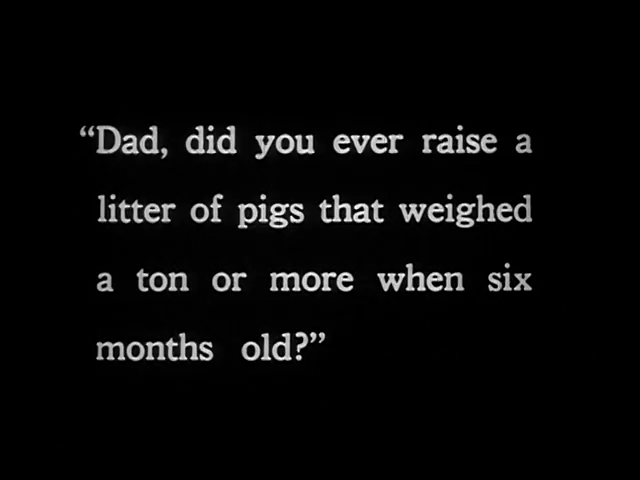 “Dad, did you ever raise a
litter of pigs that weighed
a ton or more when six
months old?”